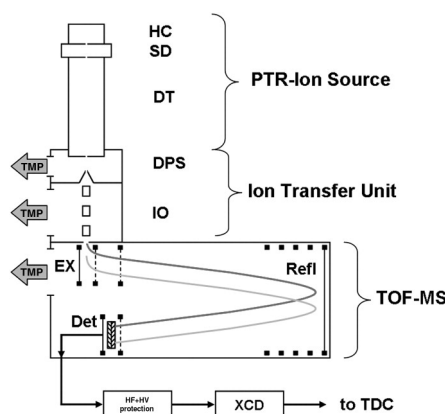 HC
SD
DT
PTR-Ion Source
TMP
DPS
Ion Transfer Unit
TMP
IO
TMP
EX
Refl
TOF-MS
Det
HF+HV
protection
XCD
to TDC